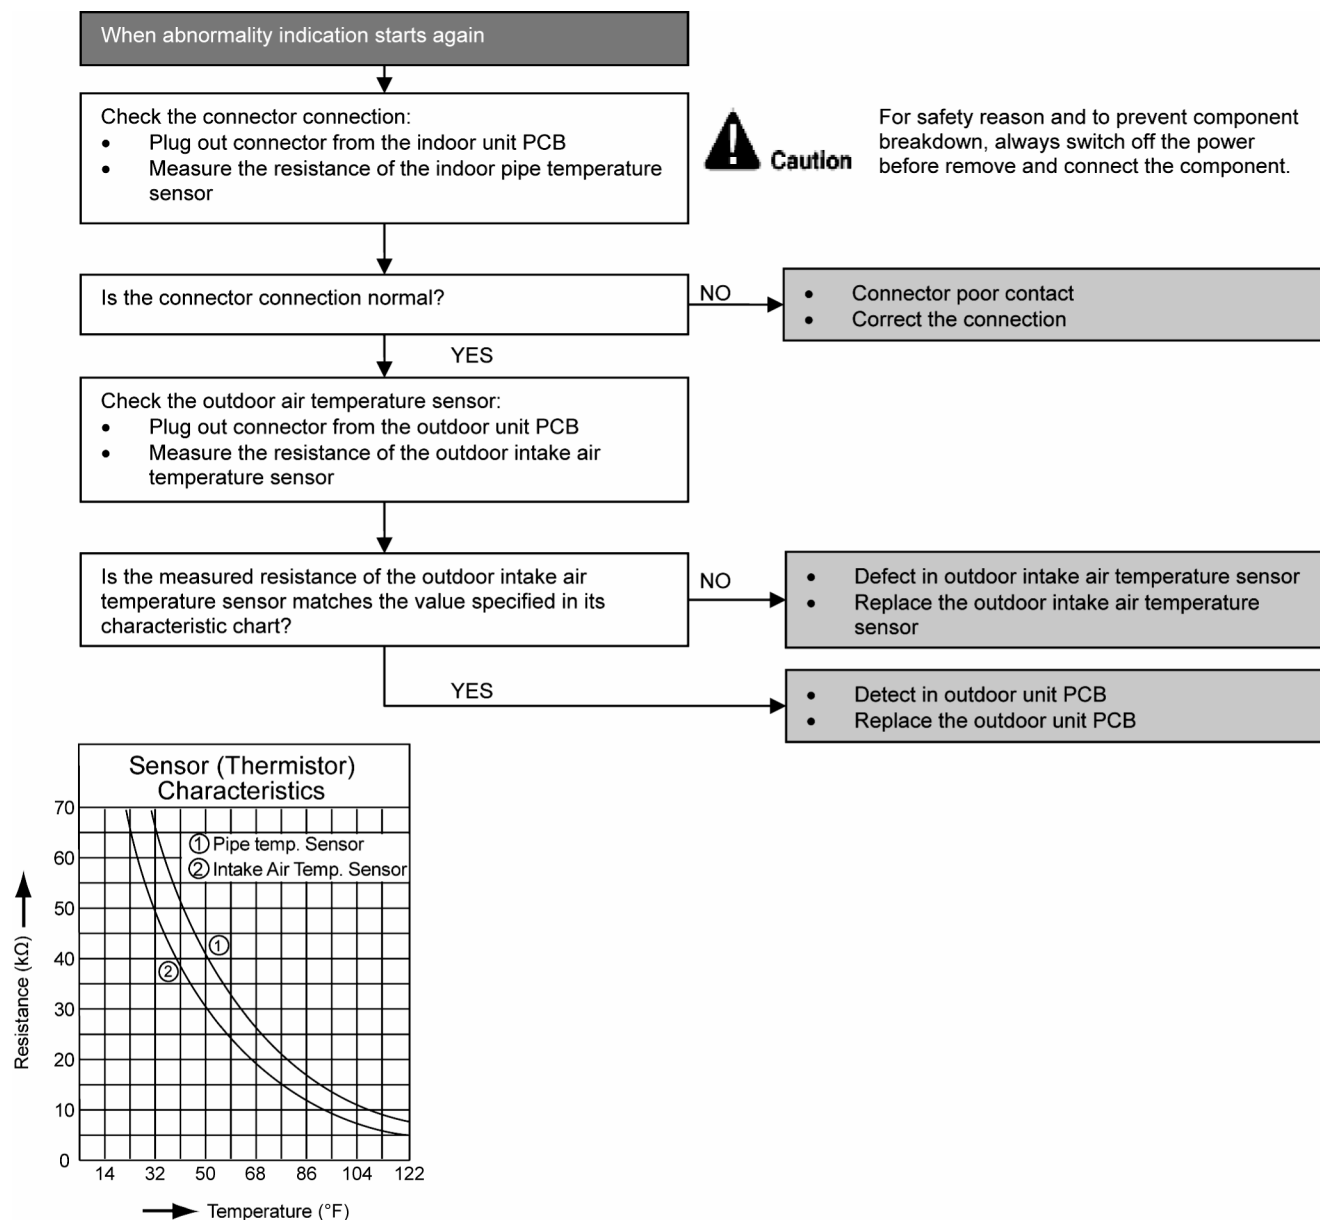 When abnormality indication starts again
Check the connector connection:
• Plug out connector from the indoor unit PCB
• Measure the resistance of the indoor pipe temperature
sensor
Caution
For safety reason and to prevent component
breakdown, always switch off the power
before remove and connect the component.
Is the connector connection normal?
NO
• Connector poor contact
• Correct the connection
YES
Check the outdoor air temperature sensor:
• Plug out connector from the outdoor unit PCB
• Measure the resistance of the outdoor intake air
temperature sensor
Is the measured resistance of the outdoor intake air
temperature sensor matches the value specified in its
characteristic chart?
NO
• Defect in outdoor intake air temperature sensor
• Replace the outdoor intake air temperature
sensor
YES
• Detect in outdoor unit PCB
• Replace the outdoor unit PCB
Sensor (Thermistor)
Characteristics
① Pipe temp. Sensor
② Intake Air Temp. Sensor
①
②
70
60
50
40
30
20
10
0
Resistance (kΩ)
14 32 50 68 86 104 122
Temperature (°F)